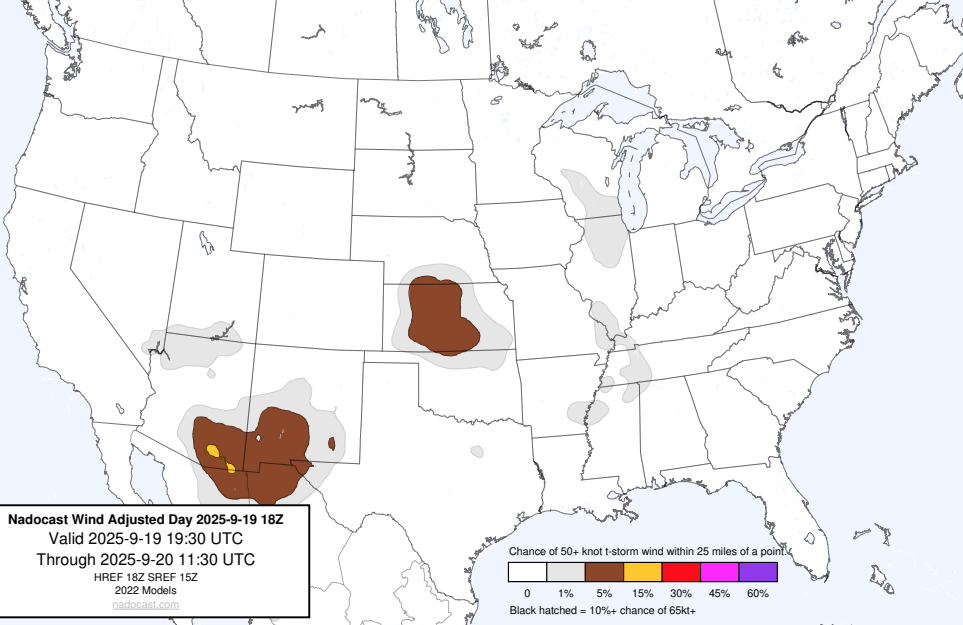 Nadocast Wind Adjusted Day 2025-9-19 18Z
Valid 2025-9-19 19:30 UTC
Through 2025-9-20 11:30 UTC
HREF 18Z SREF 15Z
2022 Models
nadocast.com
Chance of 50+ knot t-storm wind within 25 miles of a point.
0 1% 5% 15% 30% 45% 60%
Black hatched = 10%+ chance of 65kt+